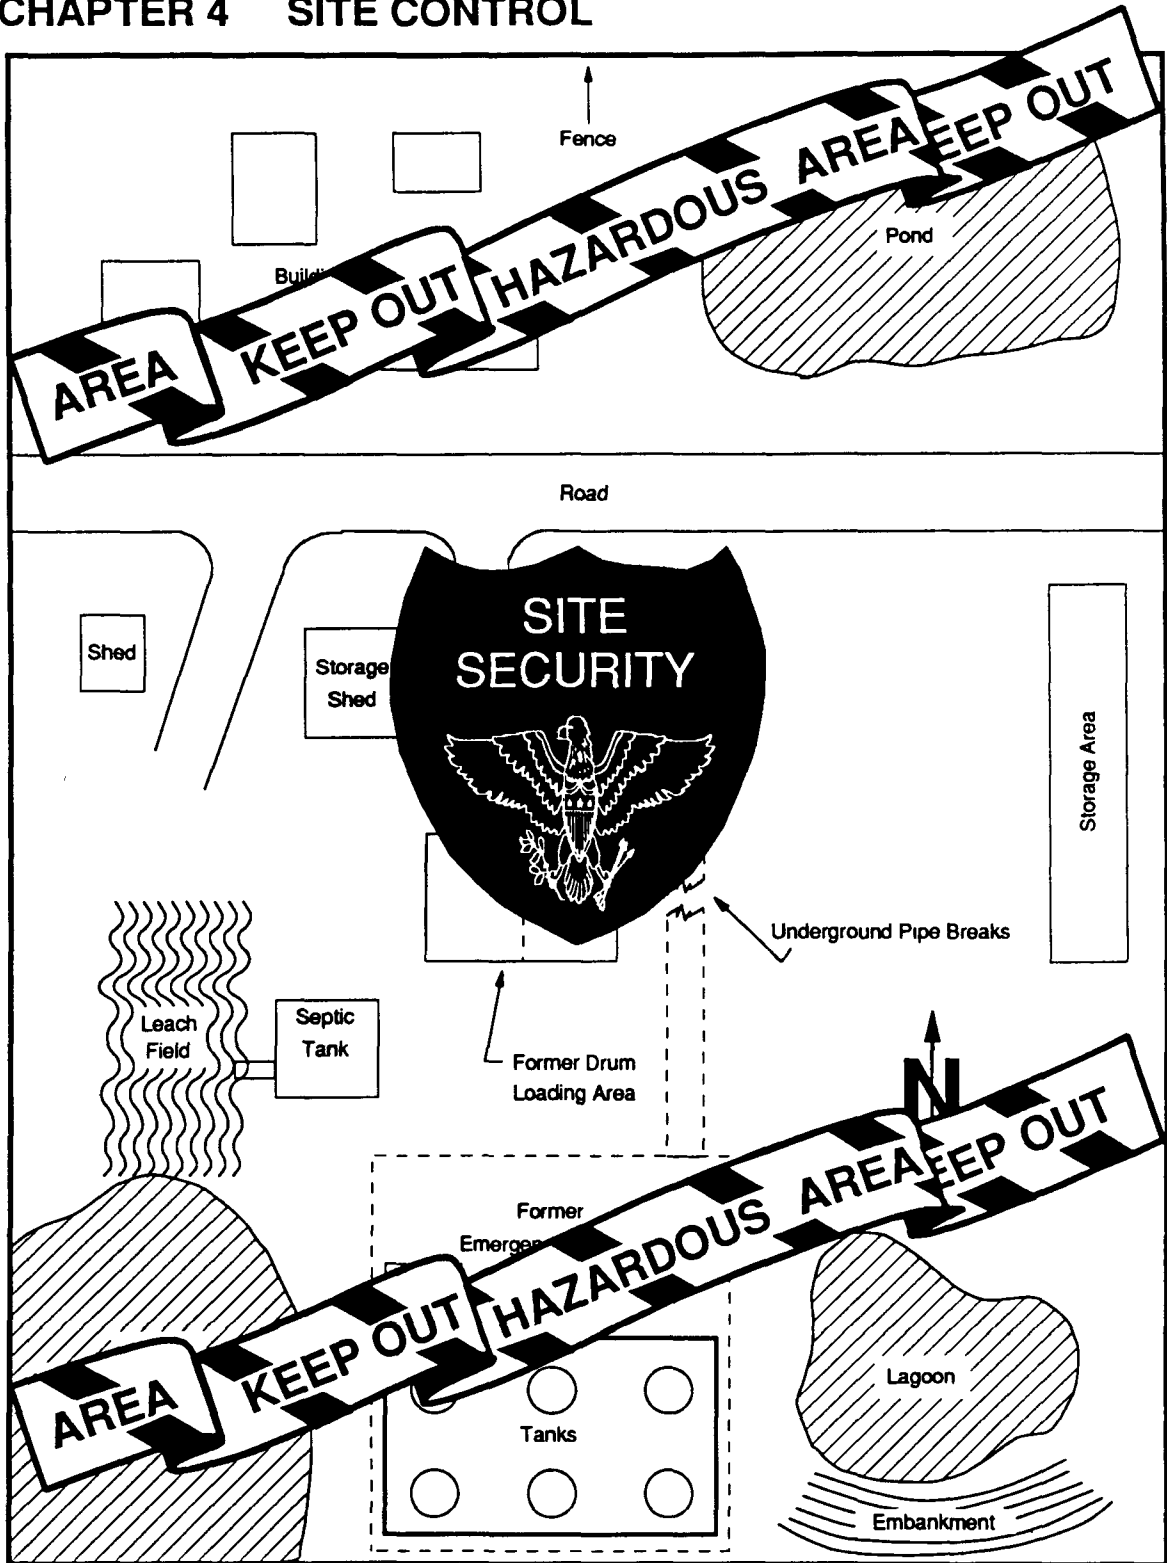 CHAPTER 4 SITE CONTROL
Fence
KEEP OUT
HAZARDOUS AREA
EEP OUT
AREA
Pond
Road
SITE
SECURITY
Shed
Storage
Shed
Storage Area
Underground Pipe Breaks
Leach
Field
Septic
Tank
Former Drum
Loading Area
N
Former
AREA
KEEP OUT
HAZARDOUS AREA
EEP OUT
Lagoon
Tanks
Embankment